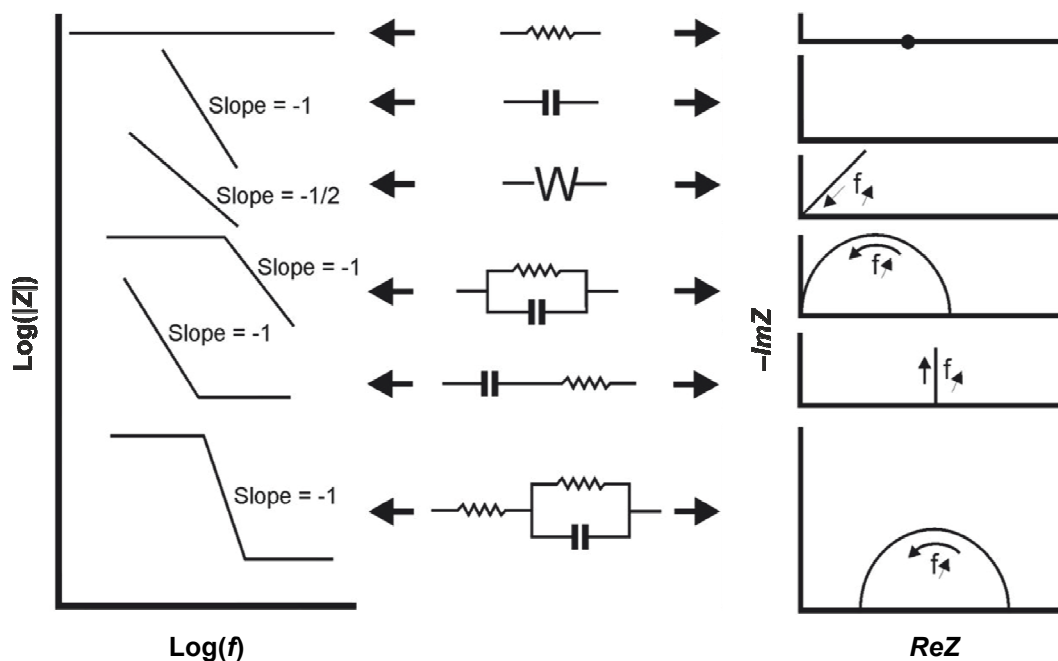 Slope = -1
Slope = -1/2
W
f
Slope = -1
f
Slope = -1
f
Slope = -1
f
Log(|Z|)
–ImZ
Log(f)
ReZ